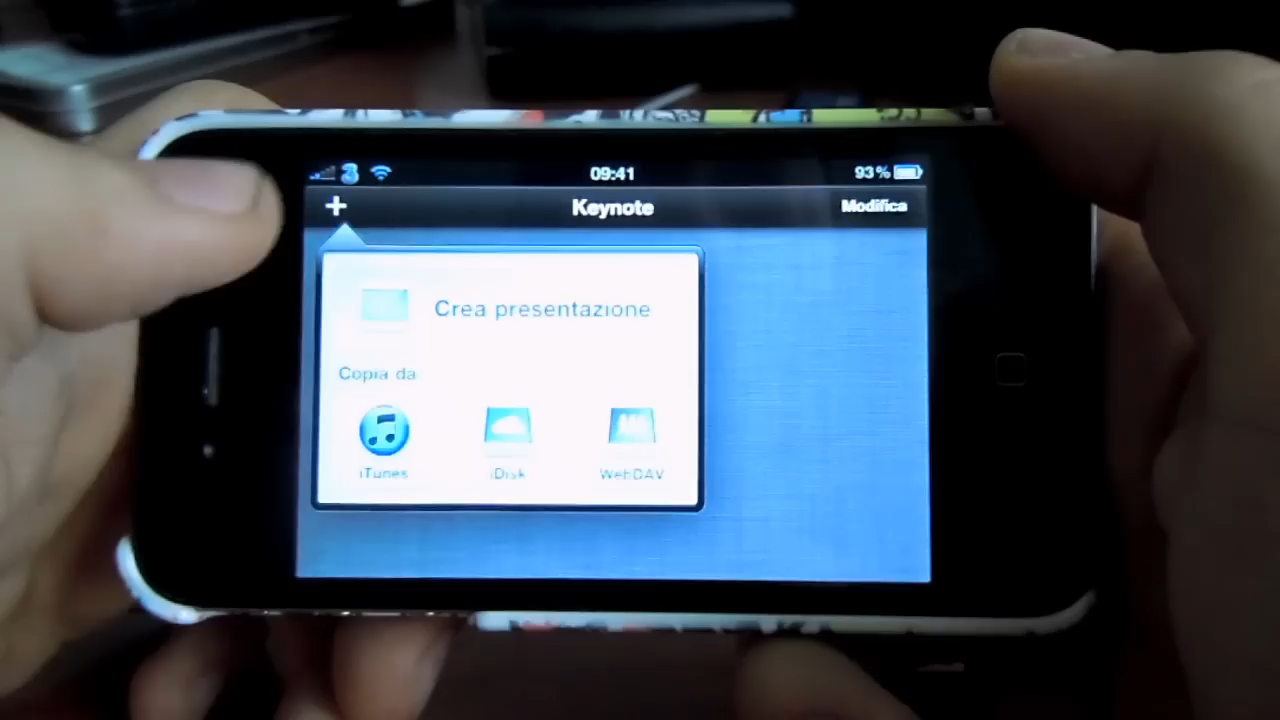 3 09:41 93%
+ Keynote Modifica
Crea presentazione
Copia da
iTunes iDisk WebDAV